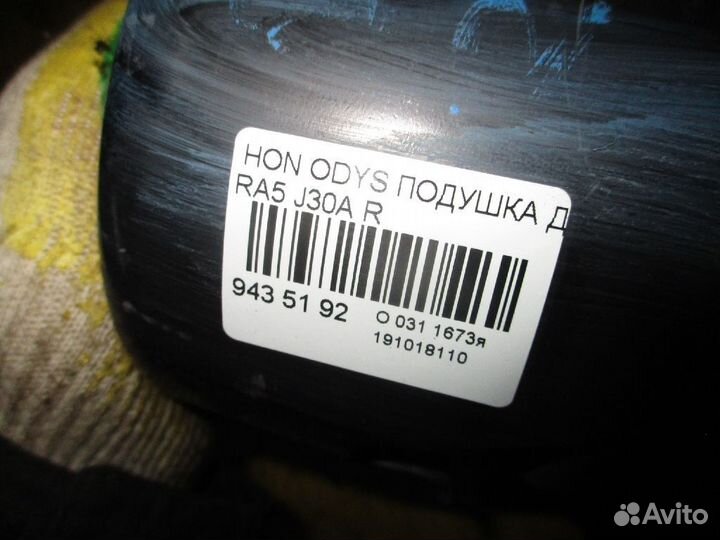 HON ODYS ПОДУШКА Д
RA5 J30A R
943 51 92
О 031 1673я
191018110
Avito